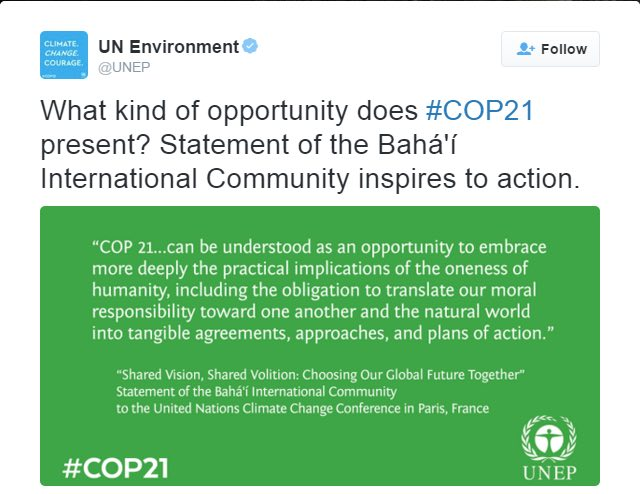 CLIMATE.
CHANGE.
COURAGE.
UN Environment
@UNEP
Follow
What kind of opportunity does #COP21
present? Statement of the Bahá'í
International Community inspires to action.
“COP 21...can be understood as an opportunity to embrace
more deeply the practical implications of the oneness of
humanity, including the obligation to translate our moral
responsibility toward one another and the natural world
into tangible agreements, approaches, and plans of action.”
“Shared Vision, Shared Volition: Choosing Our Global Future Together”
Statement of the Bahá’í International Community
to the United Nations Climate Change Conference in Paris, France
#COP21
UNEP